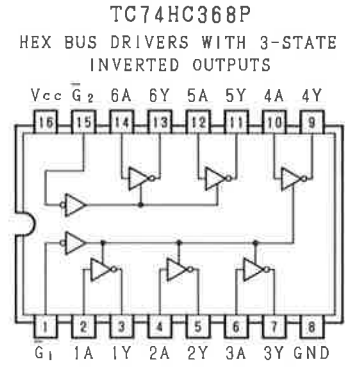 TC74HC368P
HEX BUS DRIVERS WITH 3-STATE
INVERTED OUTPUTS
Vcc G̅2 6A 6Y 5A 5Y 4A 4Y
16 15 14 13 12 11 10 9
1 2 3 4 5 6 7 8
G̅1 1A 1Y 2A 2Y 3A 3Y GND